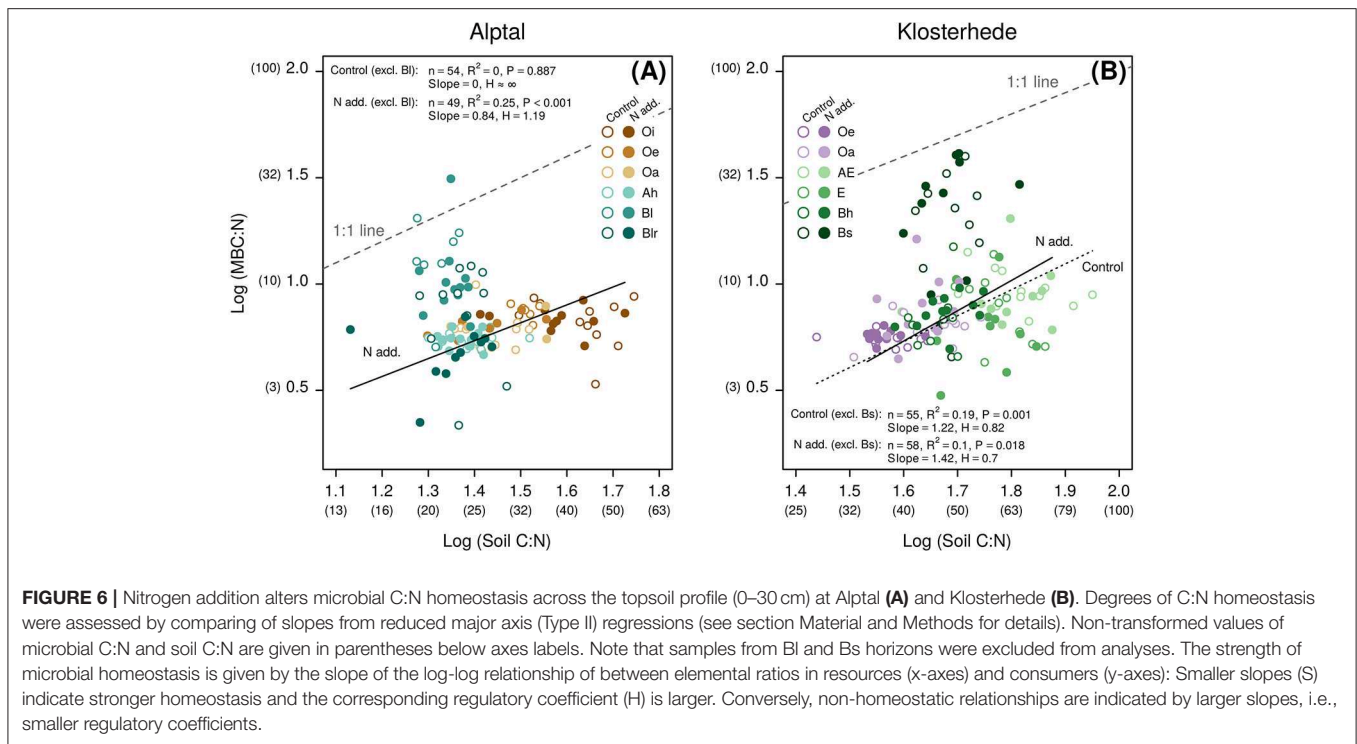 Alptal
Klosterhede
(A)
Control (excl. Bl): n = 54, R² = 0, P = 0.887
Slope = 0, H ≈ ∞
N add. (excl. Bl): n = 49, R² = 0.25, P < 0.001
Slope = 0.84, H = 1.19
Control
N add.
Oi
Oe
Oa
Ah
Bl
Blr
1:1 line
N add.
Log (MBC:N)
(100) 2.0
(32) 1.5
(10) 1.0
(3) 0.5
1.1 1.2 1.3 1.4 1.5 1.6 1.7 1.8
(13) (16) (20) (25) (32) (40) (50) (63)
Log (Soil C:N)
(B)
1:1 line
Control
N add.
Oe
Oa
AE
E
Bh
Bs
N add.
Control
Control (excl. Bs): n = 55, R² = 0.19, P = 0.001
Slope = 1.22, H = 0.82
N add. (excl. Bs): n = 58, R² = 0.1, P = 0.018
Slope = 1.42, H = 0.7
Log (MBC:N)
(100) 2.0
(32) 1.5
(10) 1.0
(3) 0.5
1.4 1.5 1.6 1.7 1.8 1.9 2.0
(25) (32) (40) (50) (63) (79) (100)
Log (Soil C:N)
FIGURE 6 | Nitrogen addition alters microbial C:N homeostasis across the topsoil profile (0–30 cm) at Alptal (A) and Klosterhede (B). Degrees of C:N homeostasis
were assessed by comparing of slopes from reduced major axis (Type II) regressions (see section Material and Methods for details). Non-transformed values of
microbial C:N and soil C:N are given in parentheses below axes labels. Note that samples from Bl and Bs horizons were excluded from analyses. The strength of
microbial homeostasis is given by the slope of the log-log relationship of between elemental ratios in resources (x-axes) and consumers (y-axes): Smaller slopes (S)
indicate stronger homeostasis and the corresponding regulatory coefficient (H) is larger. Conversely, non-homeostatic relationships are indicated by larger slopes, i.e.,
smaller regulatory coefficients.